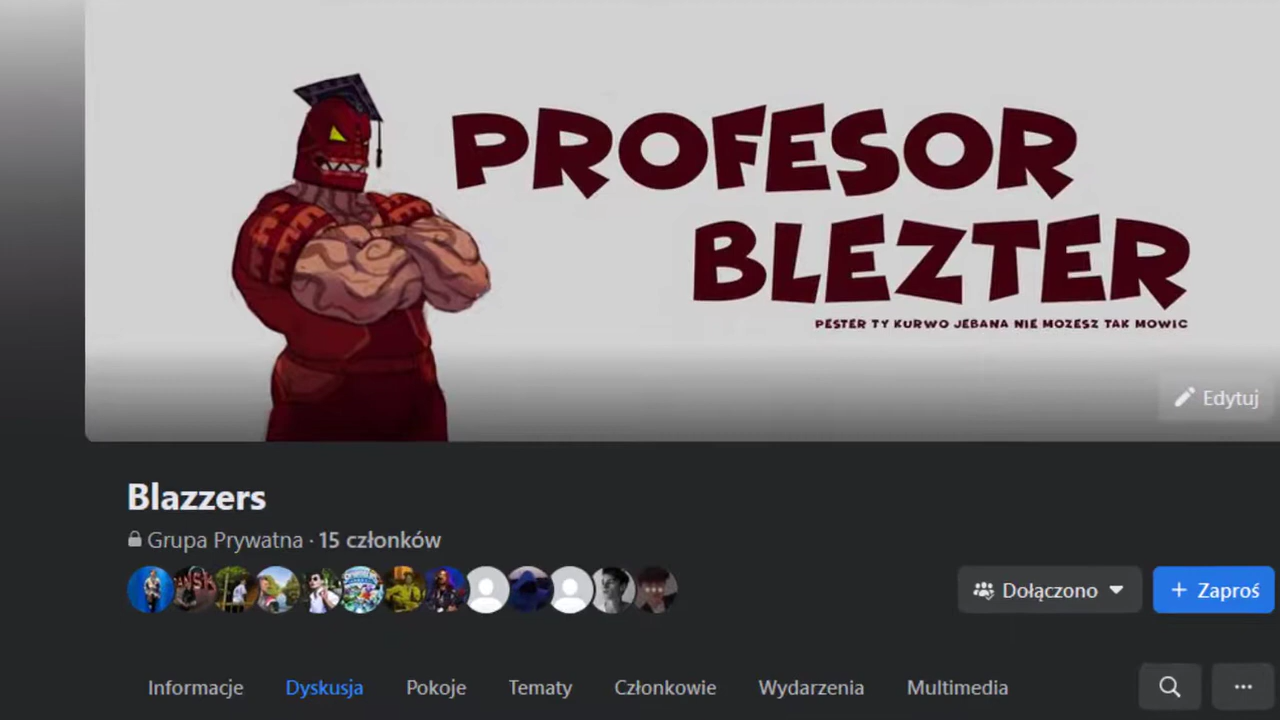 PROFESOR
BLEZTER
PESTER TY KURWO JEBANA NIE MOZESZ TAK MOWIC
Edytuj
Blazzers
Grupa Prywatna · 15 członków
GANSK
Dołączono
+ Zaproś
Informacje Dyskusja Pokoje Tematy Członkowie Wydarzenia Multimedia